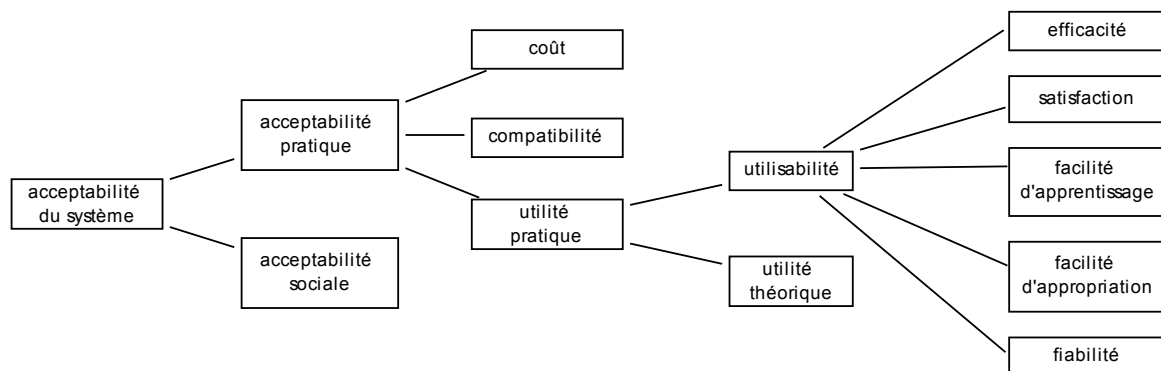 acceptabilité
du système
acceptabilité
pratique
acceptabilité
sociale
coût
compatibilité
utilité
pratique
utilisabilité
utilité
théorique
efficacité
satisfaction
facilité
d'apprentissage
facilité
d'appropriation
fiabilité